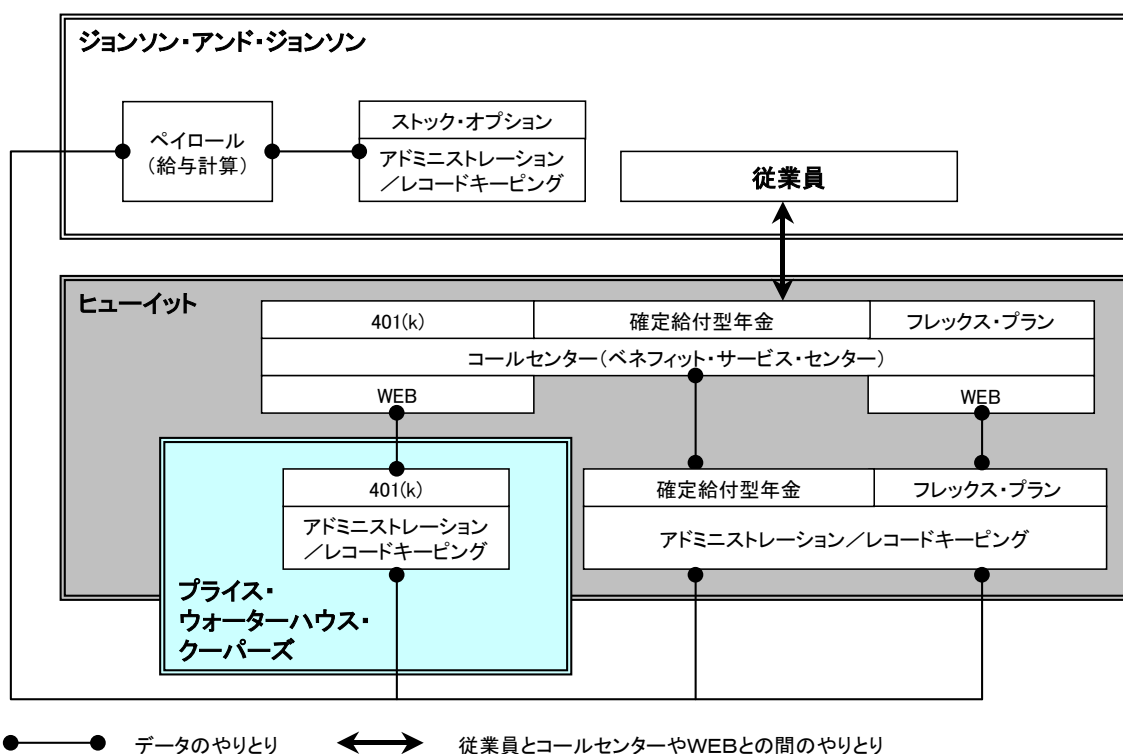 ジョンソン・アンド・ジョンソン
ペイロール
(給与計算)
ストック・オプション
アドミニストレーション
／レコードキーピング
従業員
ヒューイット
401(k)
確定給付型年金
フレックス・プラン
コールセンター(ベネフィット・サービス・センター)
WEB
WEB
401(k)
アドミニストレーション
／レコードキーピング
確定給付型年金
フレックス・プラン
アドミニストレーション／レコードキーピング
プライス・
ウォーターハウス・
クーパーズ
データのやりとり
従業員とコールセンターやWEBとの間のやりとり